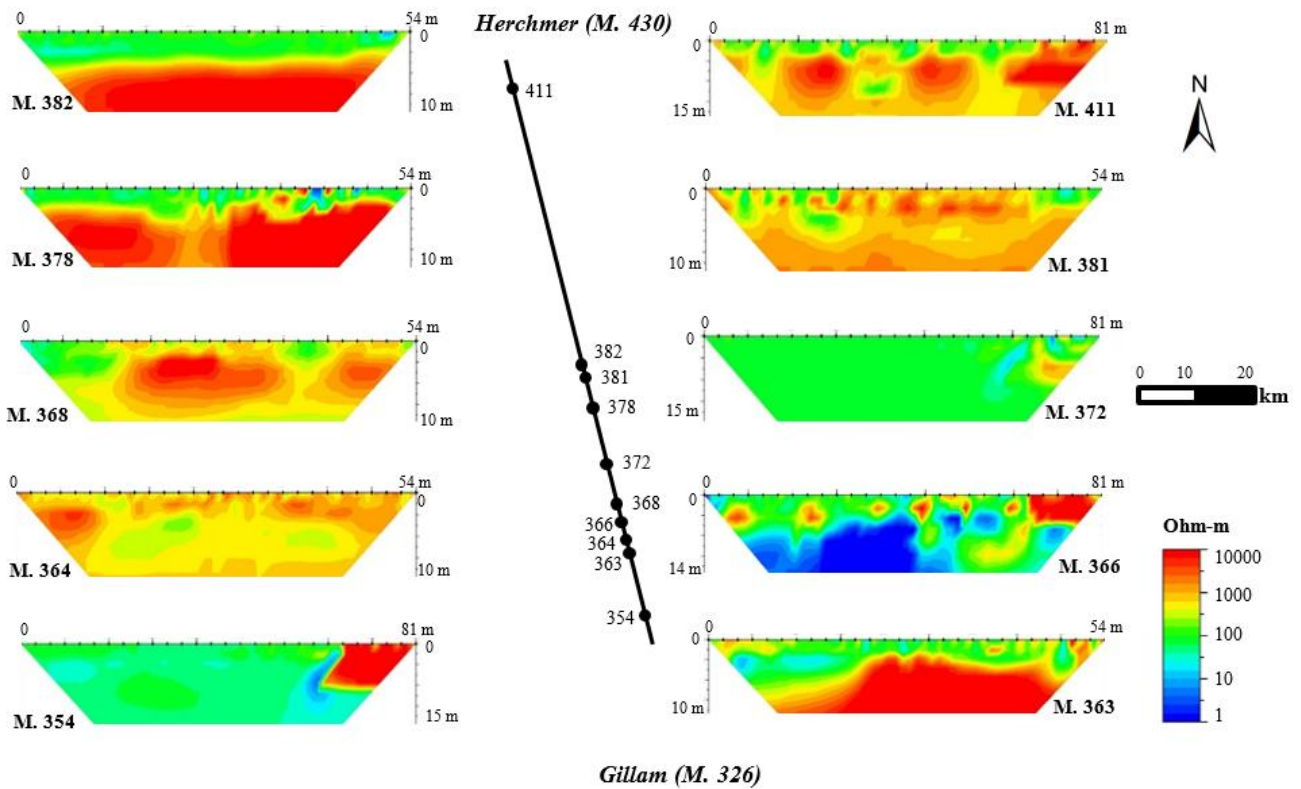 Herchmer (M. 430)
0 54 m
0
10 m
M. 382
0 54 m
0
10 m
M. 378
0 54 m
0
10 m
M. 368
0 54 m
0
10 m
M. 364
0 81 m
0
15 m
M. 354
411
382
381
378
372
368
366
364
363
354
0 81 m
0
15 m
M. 411
0 54 m
0
10 m
M. 381
0 81 m
0
15 m
M. 372
0 81 m
0
14 m
M. 366
0 54 m
0
10 m
M. 363
N
0 10 20
km
Ohm-m
10000
1000
100
10
1
Gillam (M. 326)